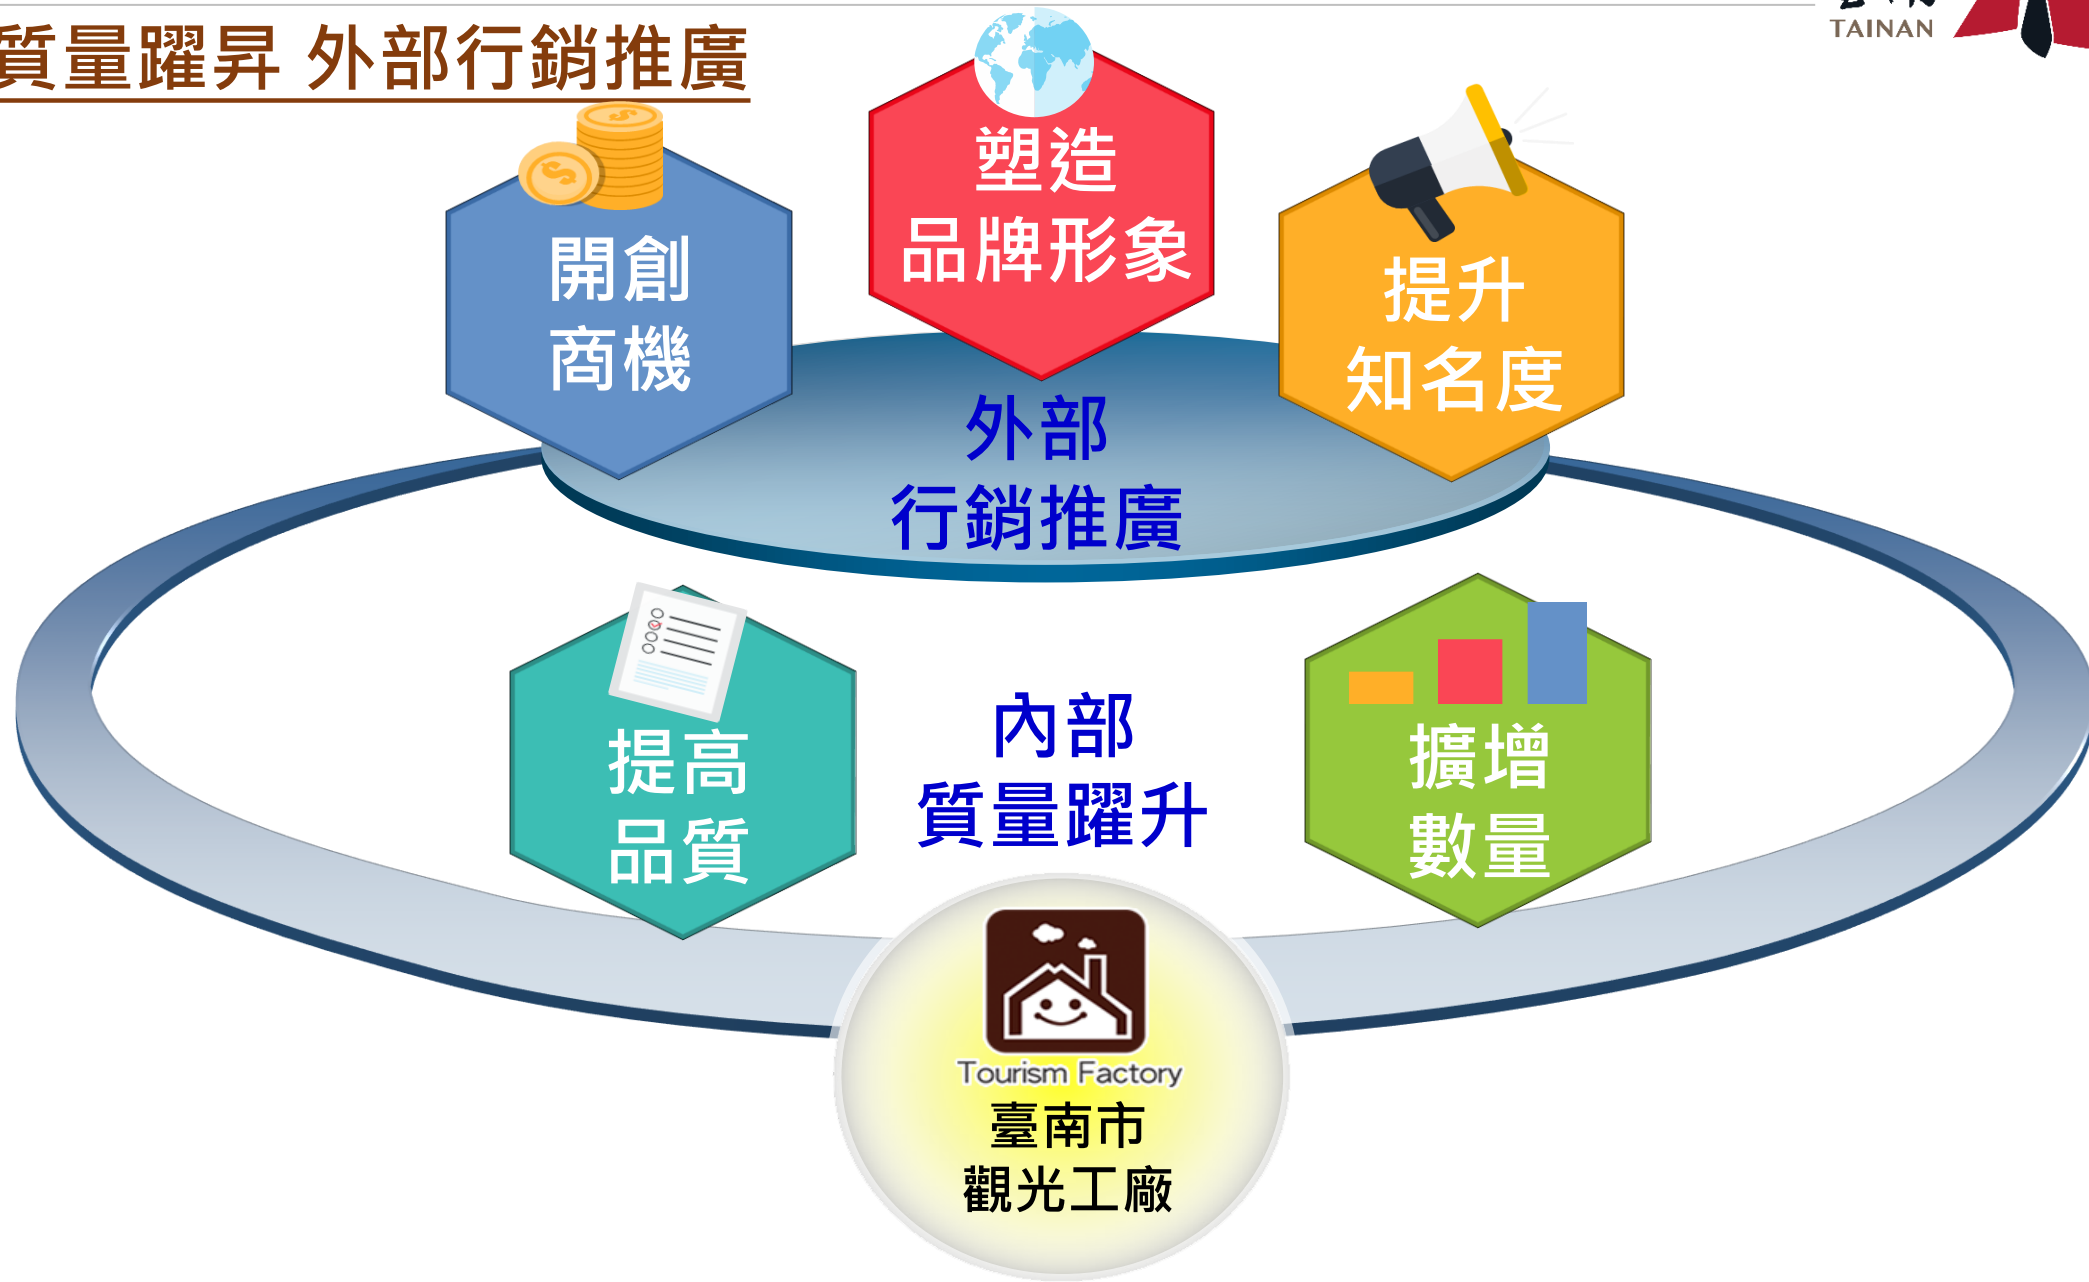 質量躍昇 外部行銷推廣
TAINAN
塑造
品牌形象
開創
商機
提升
知名度
外部
行銷推廣
提高
品質
內部
質量躍升
擴增
數量
Tourism Factory
臺南市
觀光工廠